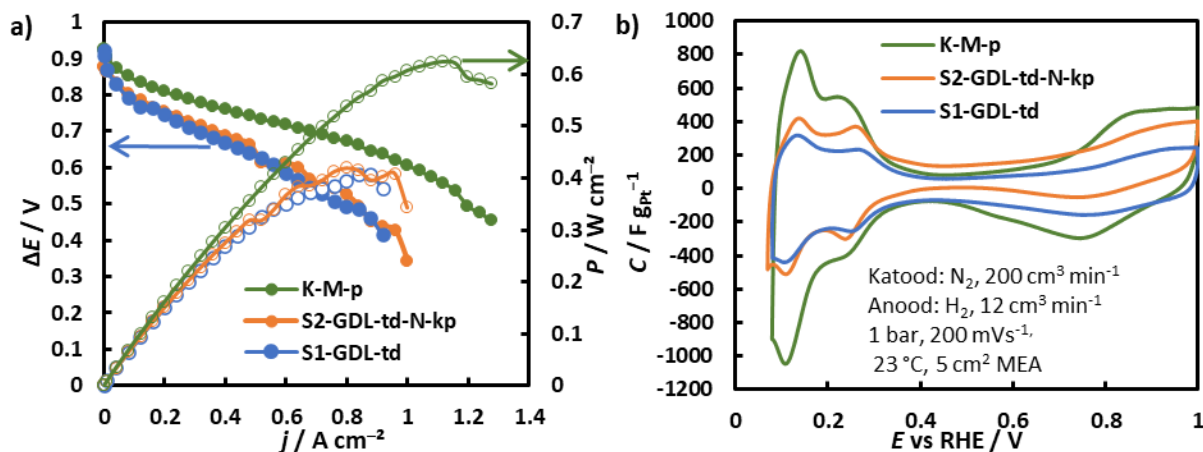 a)
ΔE / V
1
0.9
0.8
0.7
0.6
0.5
0.4
0.3
0.2
0.1
0
0
0.2
0.4
0.6
0.8
1
1.2
1.4
j / A cm⁻²
0.7
0.6
0.5
0.4
0.3
0.2
0.1
0
P / W cm⁻²
K-M-p
S2-GDL-td-N-kp
S1-GDL-td
b)
C / F gPt⁻¹
1000
800
600
400
200
0
-200
-400
-600
-800
-1000
-1200
K-M-p
S2-GDL-td-N-kp
S1-GDL-td
Katood: N₂, 200 cm³ min⁻¹
Anood: H₂, 12 cm³ min⁻¹
1 bar, 200 mVs⁻¹,
23 °C, 5 cm² MEA
0
0.2
0.4
0.6
0.8
1
E vs RHE / V